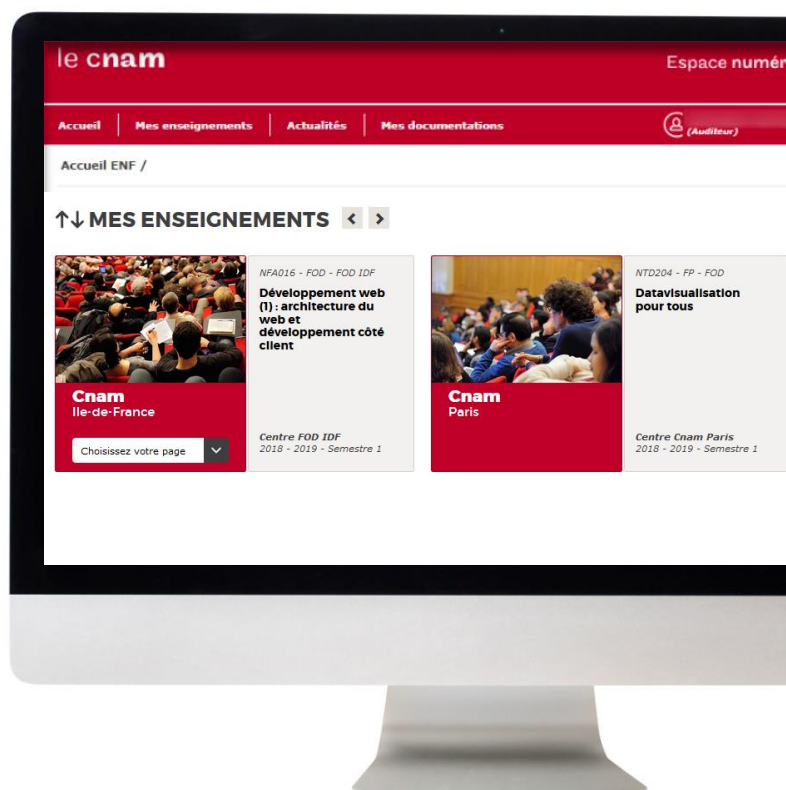 le cnam
Espace numér
Accueil
Mes enseignements
Actualités
Mes documentations
(Auditeur)
Accueil ENF /
↑↓ MES ENSEIGNEMENTS < >
NFA016 - FOD - FOD IDF
Développement web
(1) : architecture du
web et
développement côté
client
Cnam
Ile-de-France
Choisissez votre page
Centre FOD IDF
2018 - 2019 - Semestre 1
NTD204 - FP - FOD
Datavisualisation
pour tous
Cnam
Paris
Centre Cnam Paris
2018 - 2019 - Semestre 1